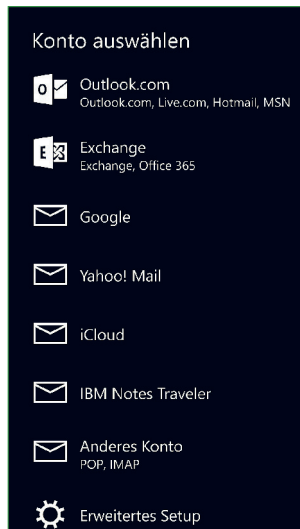 Konto auswählen
Outlook.com
Outlook.com, Live.com, Hotmail, MSN
Exchange
Exchange, Office 365
Google
Yahoo! Mail
iCloud
IBM Notes Traveler
Anderes Konto
POP, IMAP
Erweitertes Setup